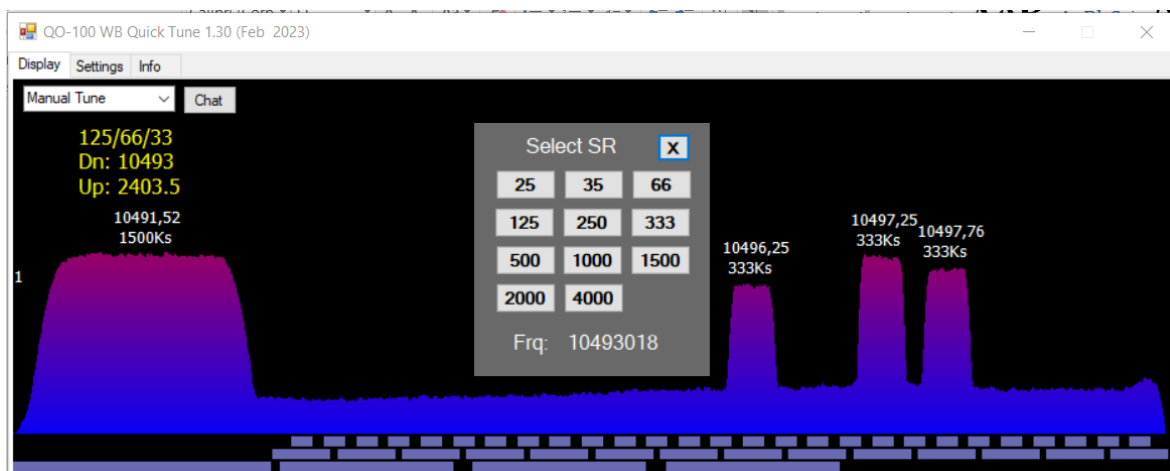 QO-100 WB Quick Tune 1.30 (Feb 2023)
Display Settings Info
Manual Tune Chat
125/66/33
Dn: 10493
Up: 2403.5
10491,52
1500Ks
1
Select SR X
25 35 66
125 250 333
500 1000 1500
2000 4000
Frq: 10493018
10496,25
333Ks
10497,25
333Ks
10497,76
333Ks